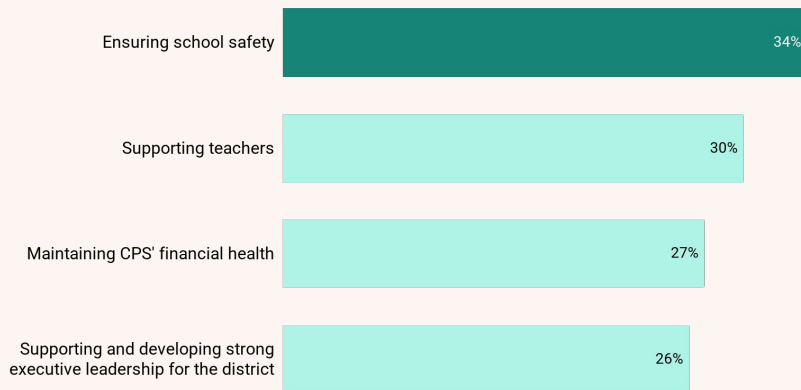 Ensuring school safety
34%
Supporting teachers
30%
Maintaining CPS' financial health
27%
Supporting and developing strong
executive leadership for the district
26%